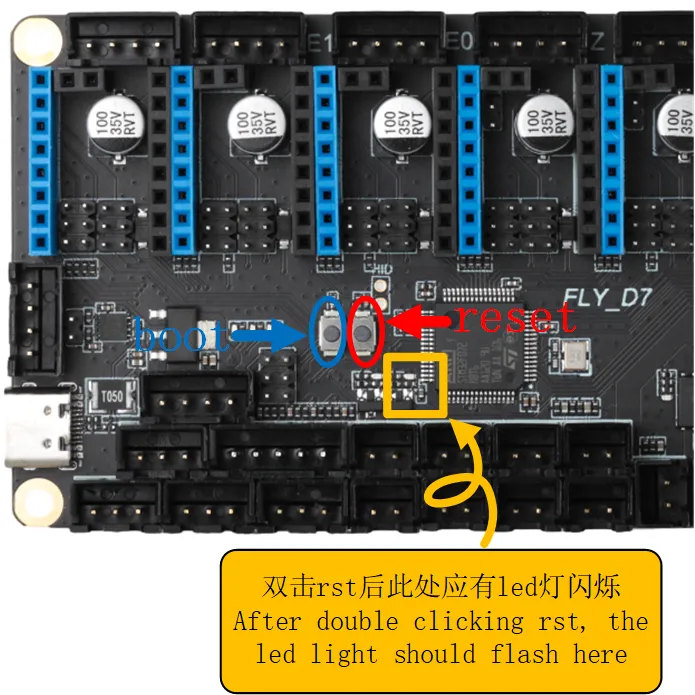 E1
E0
Z
100
35V
RVT
100
35V
RVT
100
35V
RVT
100
35V
RVT
100
35V
RVT
HID
FLY_D7
boot
reset
T050
双击rst后此处应有led灯闪烁
After double clicking rst, the
led light should flash here